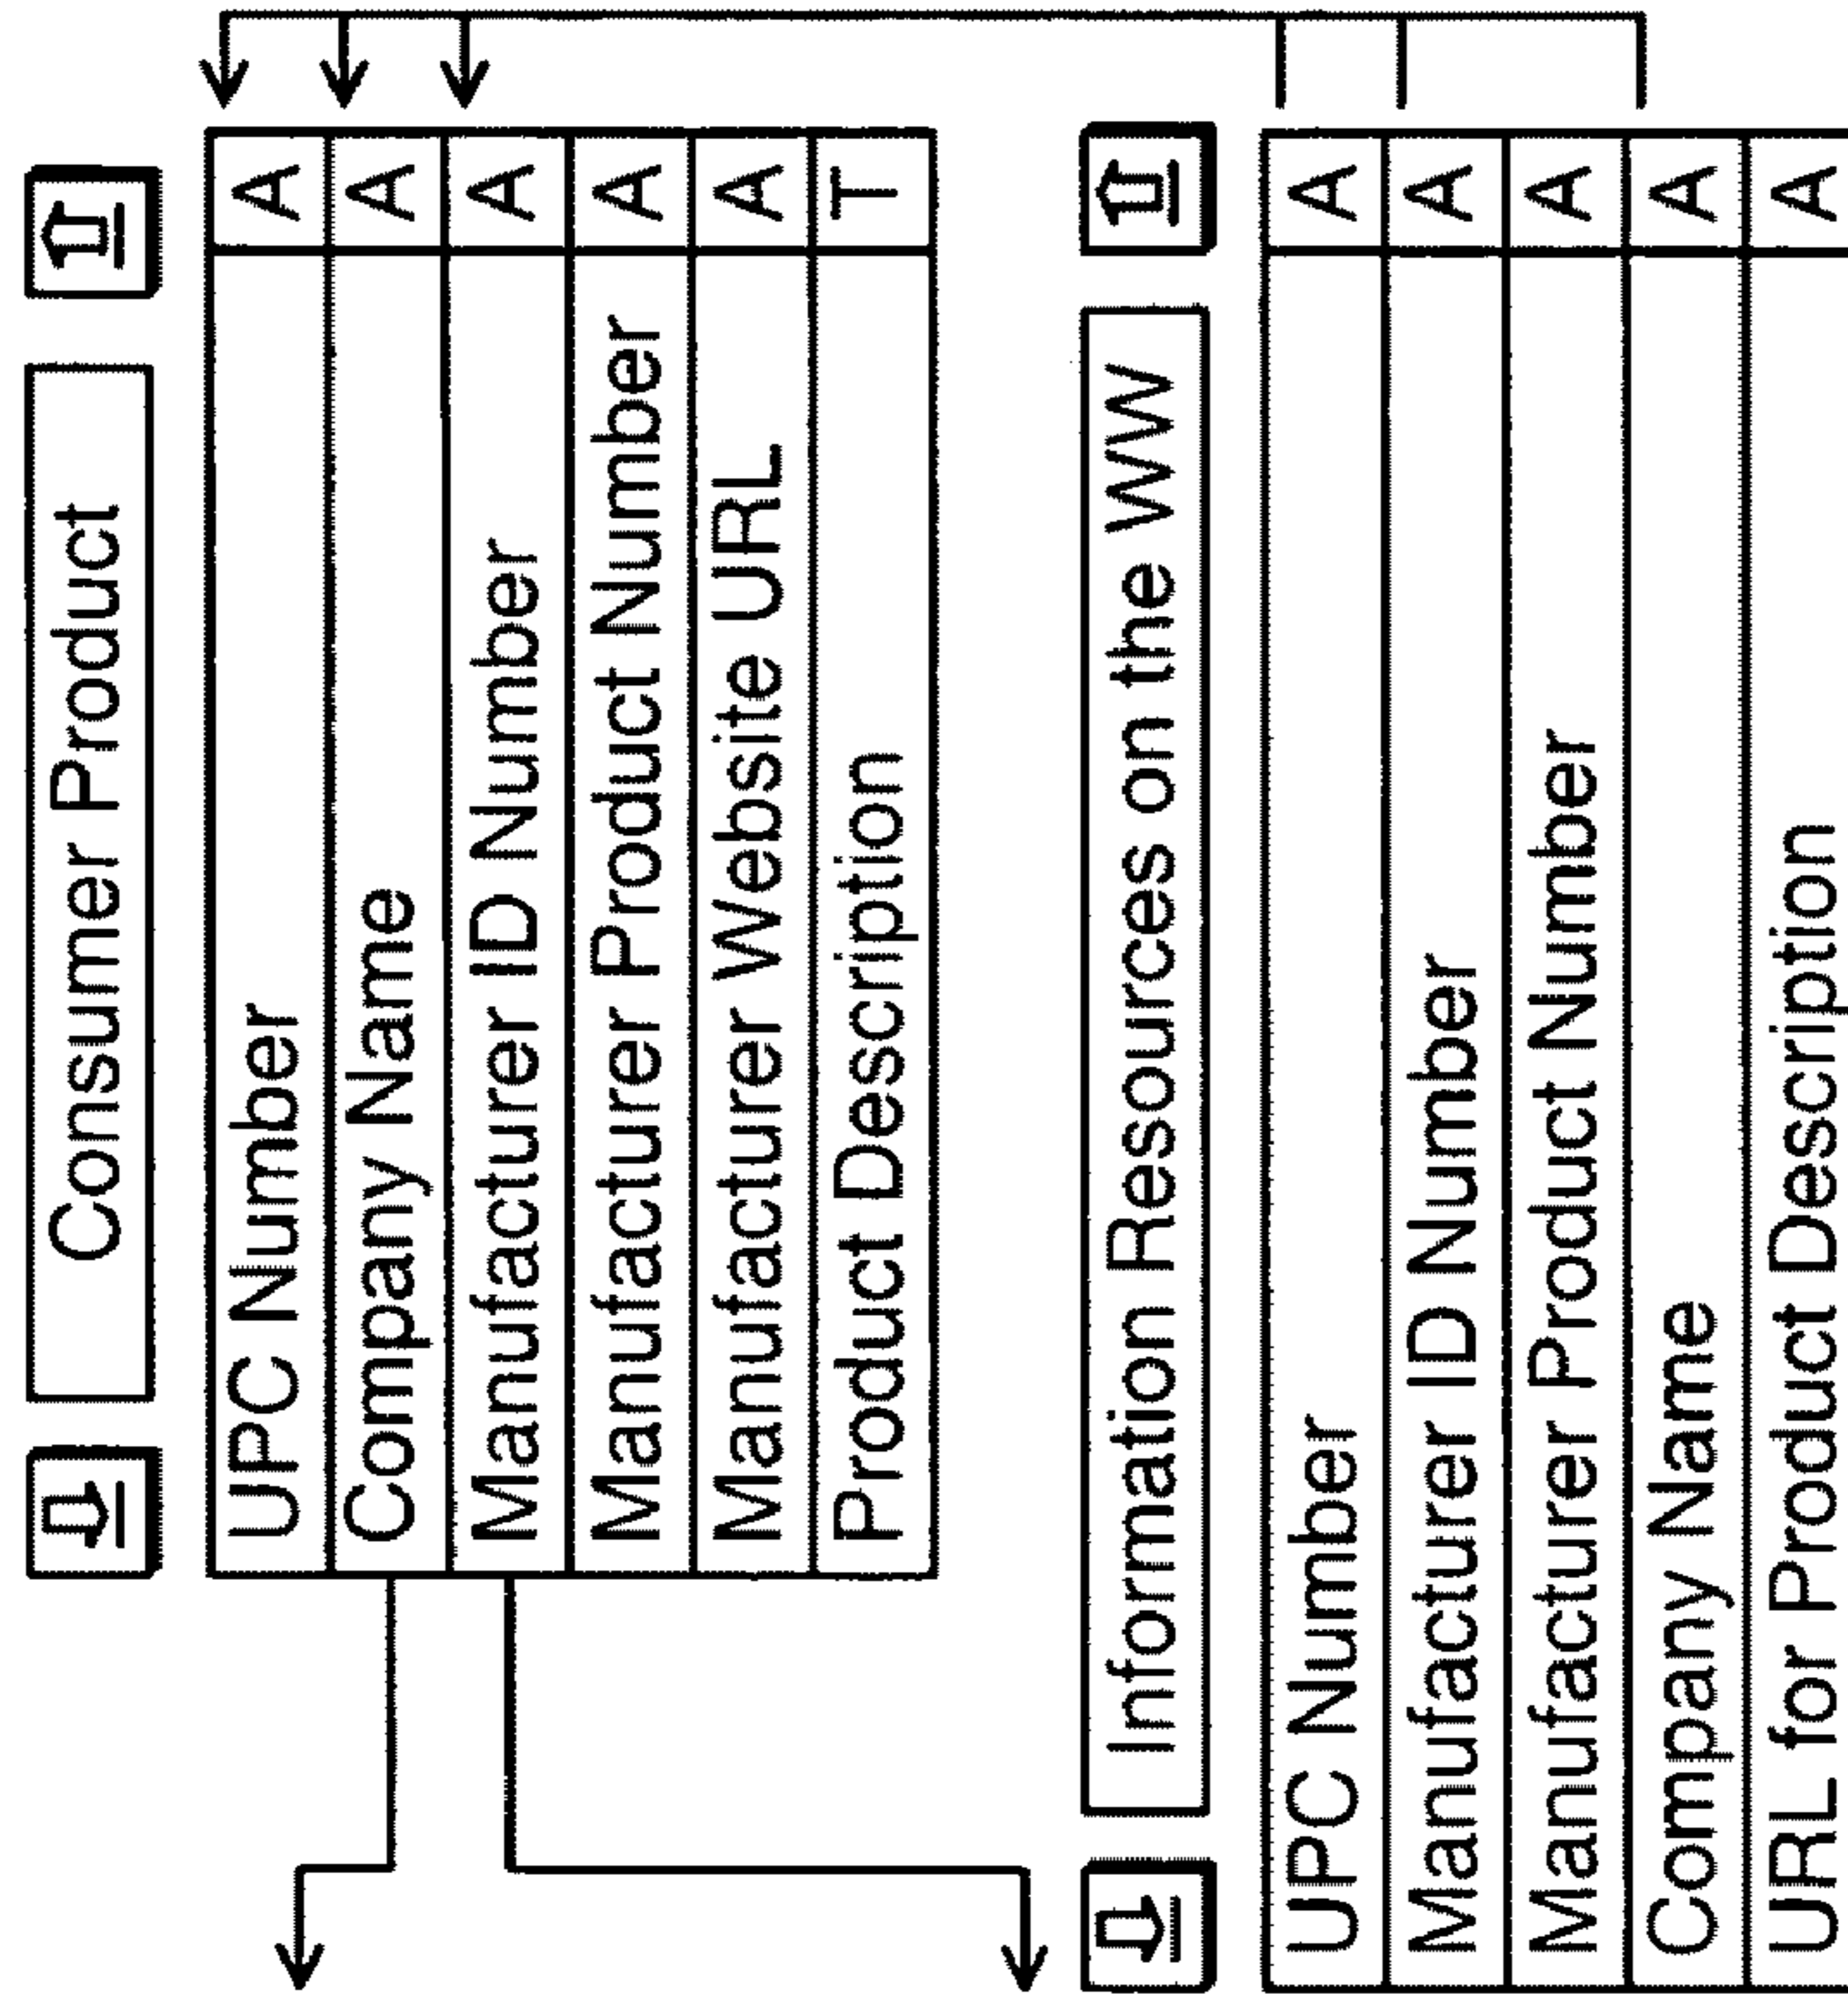 Consumer Product
UPC Number A
Company Name A
Manufacturer ID Number A
Manufacturer Product Number A
Manufacturer Website URL A
Product Description T
Information Resources on the WW
UPC Number A
Manufacturer ID Number A
Manufacturer Product Number A
Company Name A
URL for Product Description A